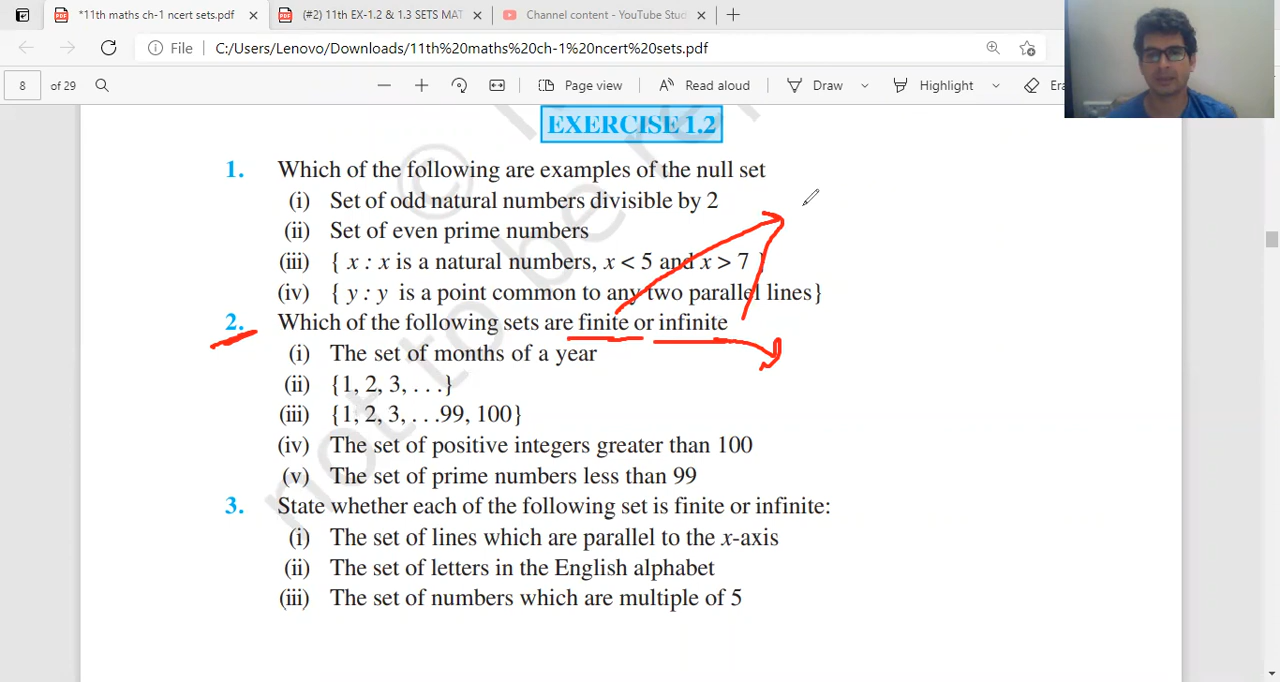 *11th maths ch-1 ncert sets.pdf
(#2) 11th EX-1.2 & 1.3 SETS MAT
Channel content - YouTube Stud
File
C:/Users/Lenovo/Downloads/11th%20maths%20ch-1%20ncert%20sets.pdf
8 of 29
Page view
Read aloud
Draw
Highlight
Era
EXERCISE 1.2
1. Which of the following are examples of the null set
(i) Set of odd natural numbers divisible by 2
(ii) Set of even prime numbers
(iii) { x : x is a natural numbers, x < 5 and x > 7 }
(iv) { y : y is a point common to any two parallel lines}
2. Which of the following sets are finite or infinite
(i) The set of months of a year
(ii) {1, 2, 3, . . .}
(iii) {1, 2, 3, . . .99, 100}
(iv) The set of positive integers greater than 100
(v) The set of prime numbers less than 99
3. State whether each of the following set is finite or infinite:
(i) The set of lines which are parallel to the x-axis
(ii) The set of letters in the English alphabet
(iii) The set of numbers which are multiple of 5
not to be re